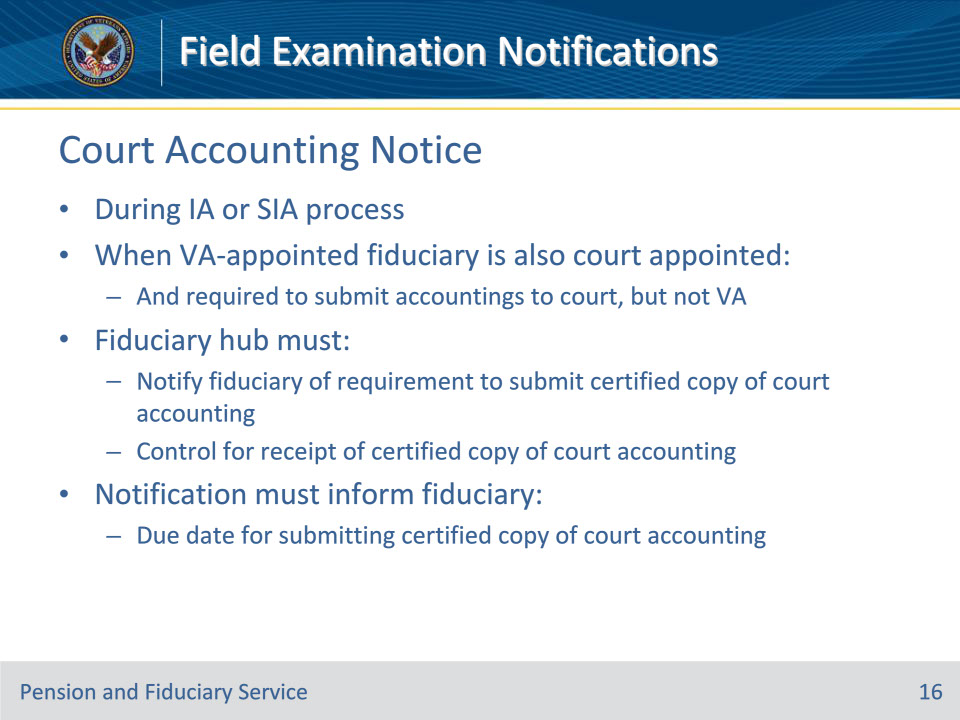 Field Examination Notifications
Court Accounting Notice
• During IA or SIA process
• When VA-appointed fiduciary is also court appointed:
– And required to submit accountings to court, but not VA
• Fiduciary hub must:
– Notify fiduciary of requirement to submit certified copy of court
accounting
– Control for receipt of certified copy of court accounting
• Notification must inform fiduciary:
– Due date for submitting certified copy of court accounting
Pension and Fiduciary Service
16